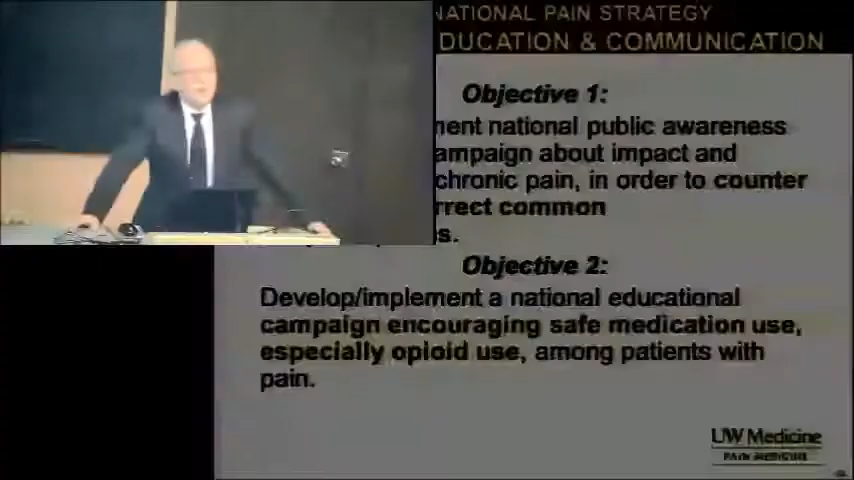 NATIONAL PAIN STRATEGY
DUCATION & COMMUNICATION
Objective 1:
ment national public awareness
ampaign about impact and
chronic pain, in order to counter
rrect common
s.
Objective 2:
Develop/implement a national educational
campaign encouraging safe medication use,
especially opioid use, among patients with
pain.
UW Medicine
PAIN MEDICINE